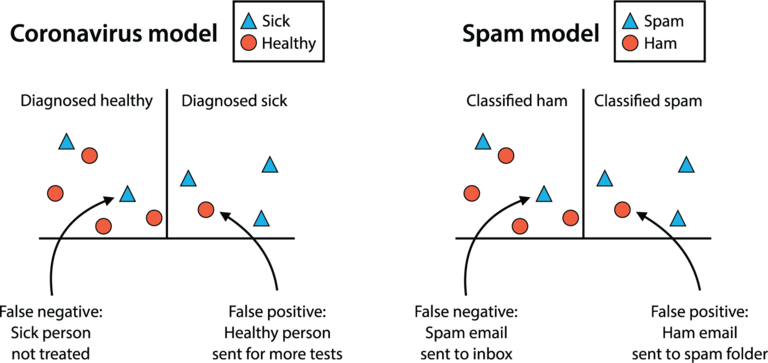 Coronavirus model
Sick
Healthy
Diagnosed healthy
Diagnosed sick
False negative:
Sick person
not treated
False positive:
Healthy person
sent for more tests
Spam model
Spam
Ham
Classified ham
Classified spam
False negative:
Spam email
sent to inbox
False positive:
Ham email
sent to spam folder